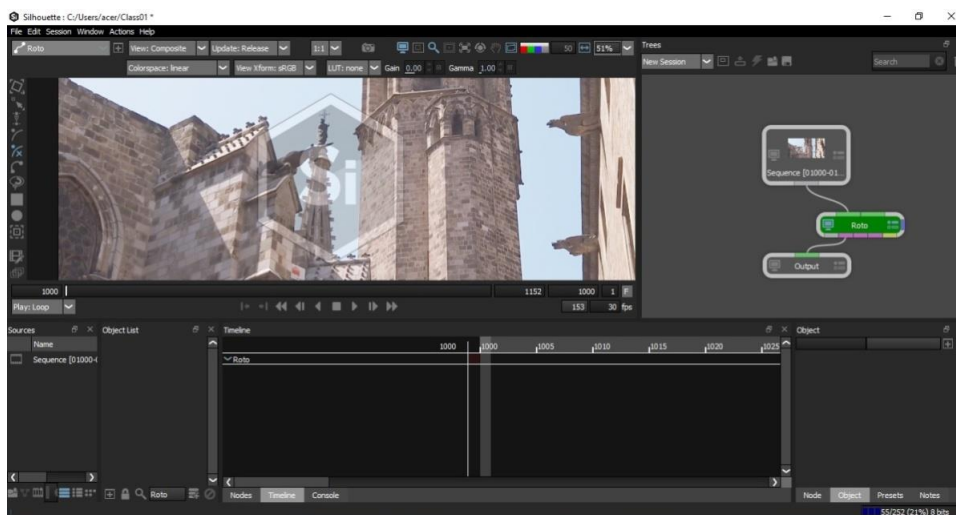 Silhouette : C:/Users/acer/Class01 *
File Edit Session Window Actions Help
Roto
View: Composite
Update: Release
1:1
50
51%
Colorspace: linear
View Xform: sRGB
LUT: none
Gain 0.00
Gamma 1.00
Si
1000
1152
1000
1
F
Play: Loop
153
30 fps
Trees
New Session
Search
Sequence [01000-01...
Roto
Output
Sources
Name
Sequence [01000-
Object List
Roto
Timeline
1000
1000
1005
1010
1015
1020
1025
Roto
Nodes
Timeline
Console
Object
Node
Object
Presets
Notes
55/252 (21%) 8 bits